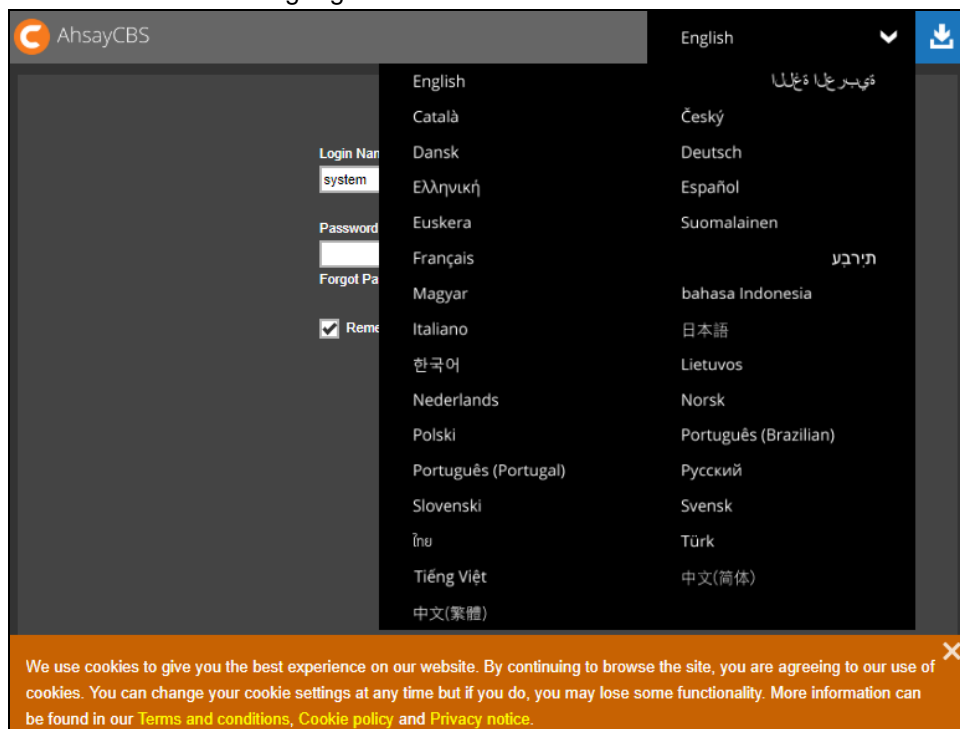 AhsayCBS
English
English
اللغة العربية
Català
Český
Login Nam
Dansk
Deutsch
system
Ελληνική
Español
Password
Euskera
Suomalainen
Français
עבְרִית
Forgot Pa
Magyar
bahasa Indonesia
Reme
Italiano
日本語
한국어
Lietuvos
Nederlands
Norsk
Polski
Português (Brazilian)
Português (Portugal)
Русский
Slovenski
Svensk
ไทย
Türk
Tiếng Việt
中文(简体)
中文(繁體)
We use cookies to give you the best experience on our website. By continuing to browse the site, you are agreeing to our use of
cookies. You can change your cookie settings at any time but if you do, you may lose some functionality. More information can
be found in our Terms and conditions, Cookie policy and Privacy notice.